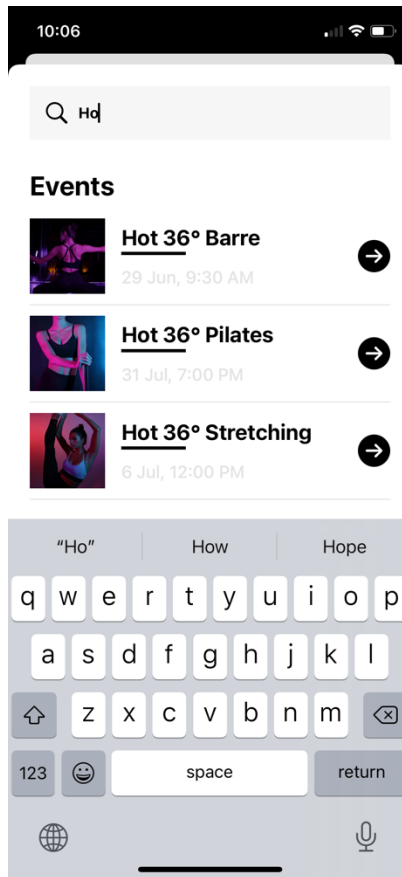 10:06
Ho
Events
Hot 36° Barre
29 Jun, 9:30 AM
Hot 36° Pilates
31 Jul, 7:00 PM
Hot 36° Stretching
6 Jul, 12:00 PM
“Ho” How Hope
q w e r t y u i o p
a s d f g h j k l
z x c v b n m
123 space return